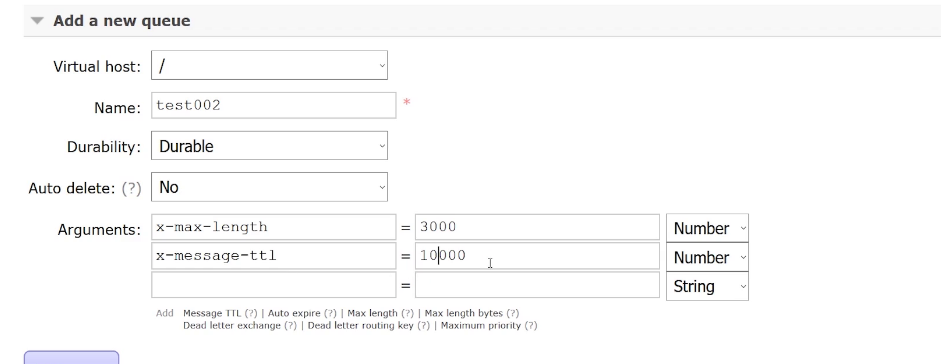 Add a new queue
Virtual host: /
Name: test002 *
Durability: Durable
Auto delete: (?) No
Arguments: x-max-length = 3000 Number
x-message-ttl = 10000 Number
= String
Add Message TTL (?) | Auto expire (?) | Max length (?) | Max length bytes (?)
Dead letter exchange (?) | Dead letter routing key (?) | Maximum priority (?)